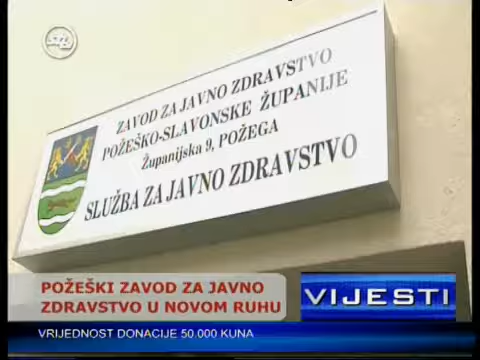 ZAVOD ZA JAVNO ZDRAVSTVO
POŽEŠKO-SLAVONSKE ŽUPANIJE
Županijska 9, POŽEGA
SLUŽBA ZA JAVNO ZDRAVSTVO
POŽEŠKI ZAVOD ZA JAVNO
ZDRAVSTVO U NOVOM RUHU
VIJESTI
VRIJEDNOST DONACIJE 50.000 KUNA